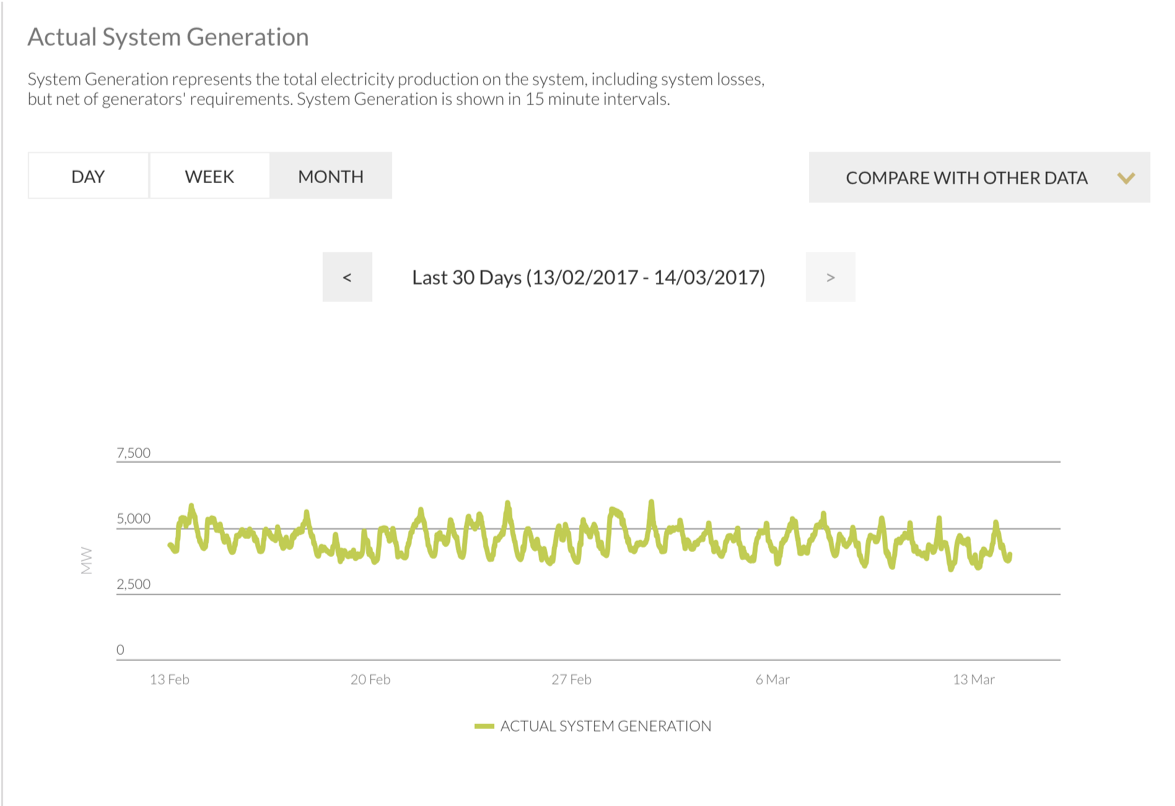 Actual System Generation
System Generation represents the total electricity production on the system, including system losses,
but net of generators' requirements. System Generation is shown in 15 minute intervals.
DAY WEEK MONTH
COMPARE WITH OTHER DATA
< Last 30 Days (13/02/2017 - 14/03/2017) >
7,500
5,000
MW
2,500
0
13 Feb 20 Feb 27 Feb 6 Mar 13 Mar
ACTUAL SYSTEM GENERATION